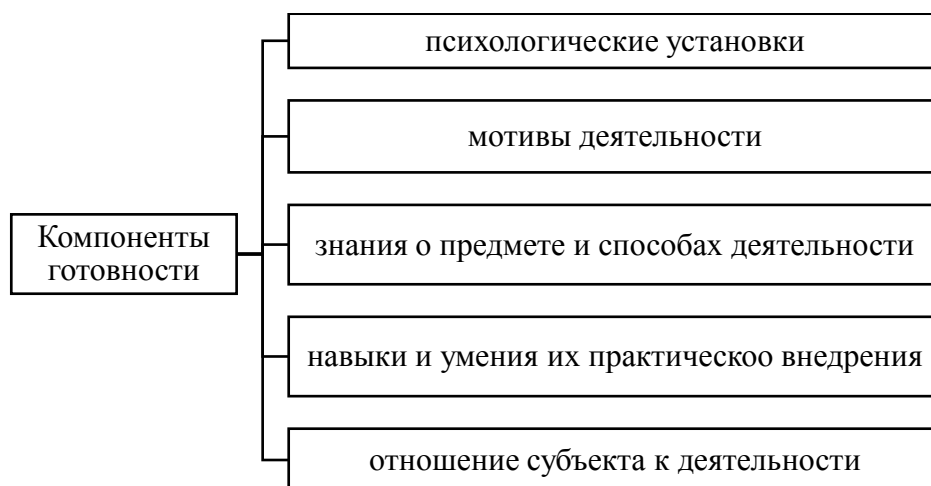 психологические установки
мотивы деятельности
Компоненты
готовности
знания о предмете и способах деятельности
навыки и умения их практическоо внедрения
отношение субъекта к деятельности